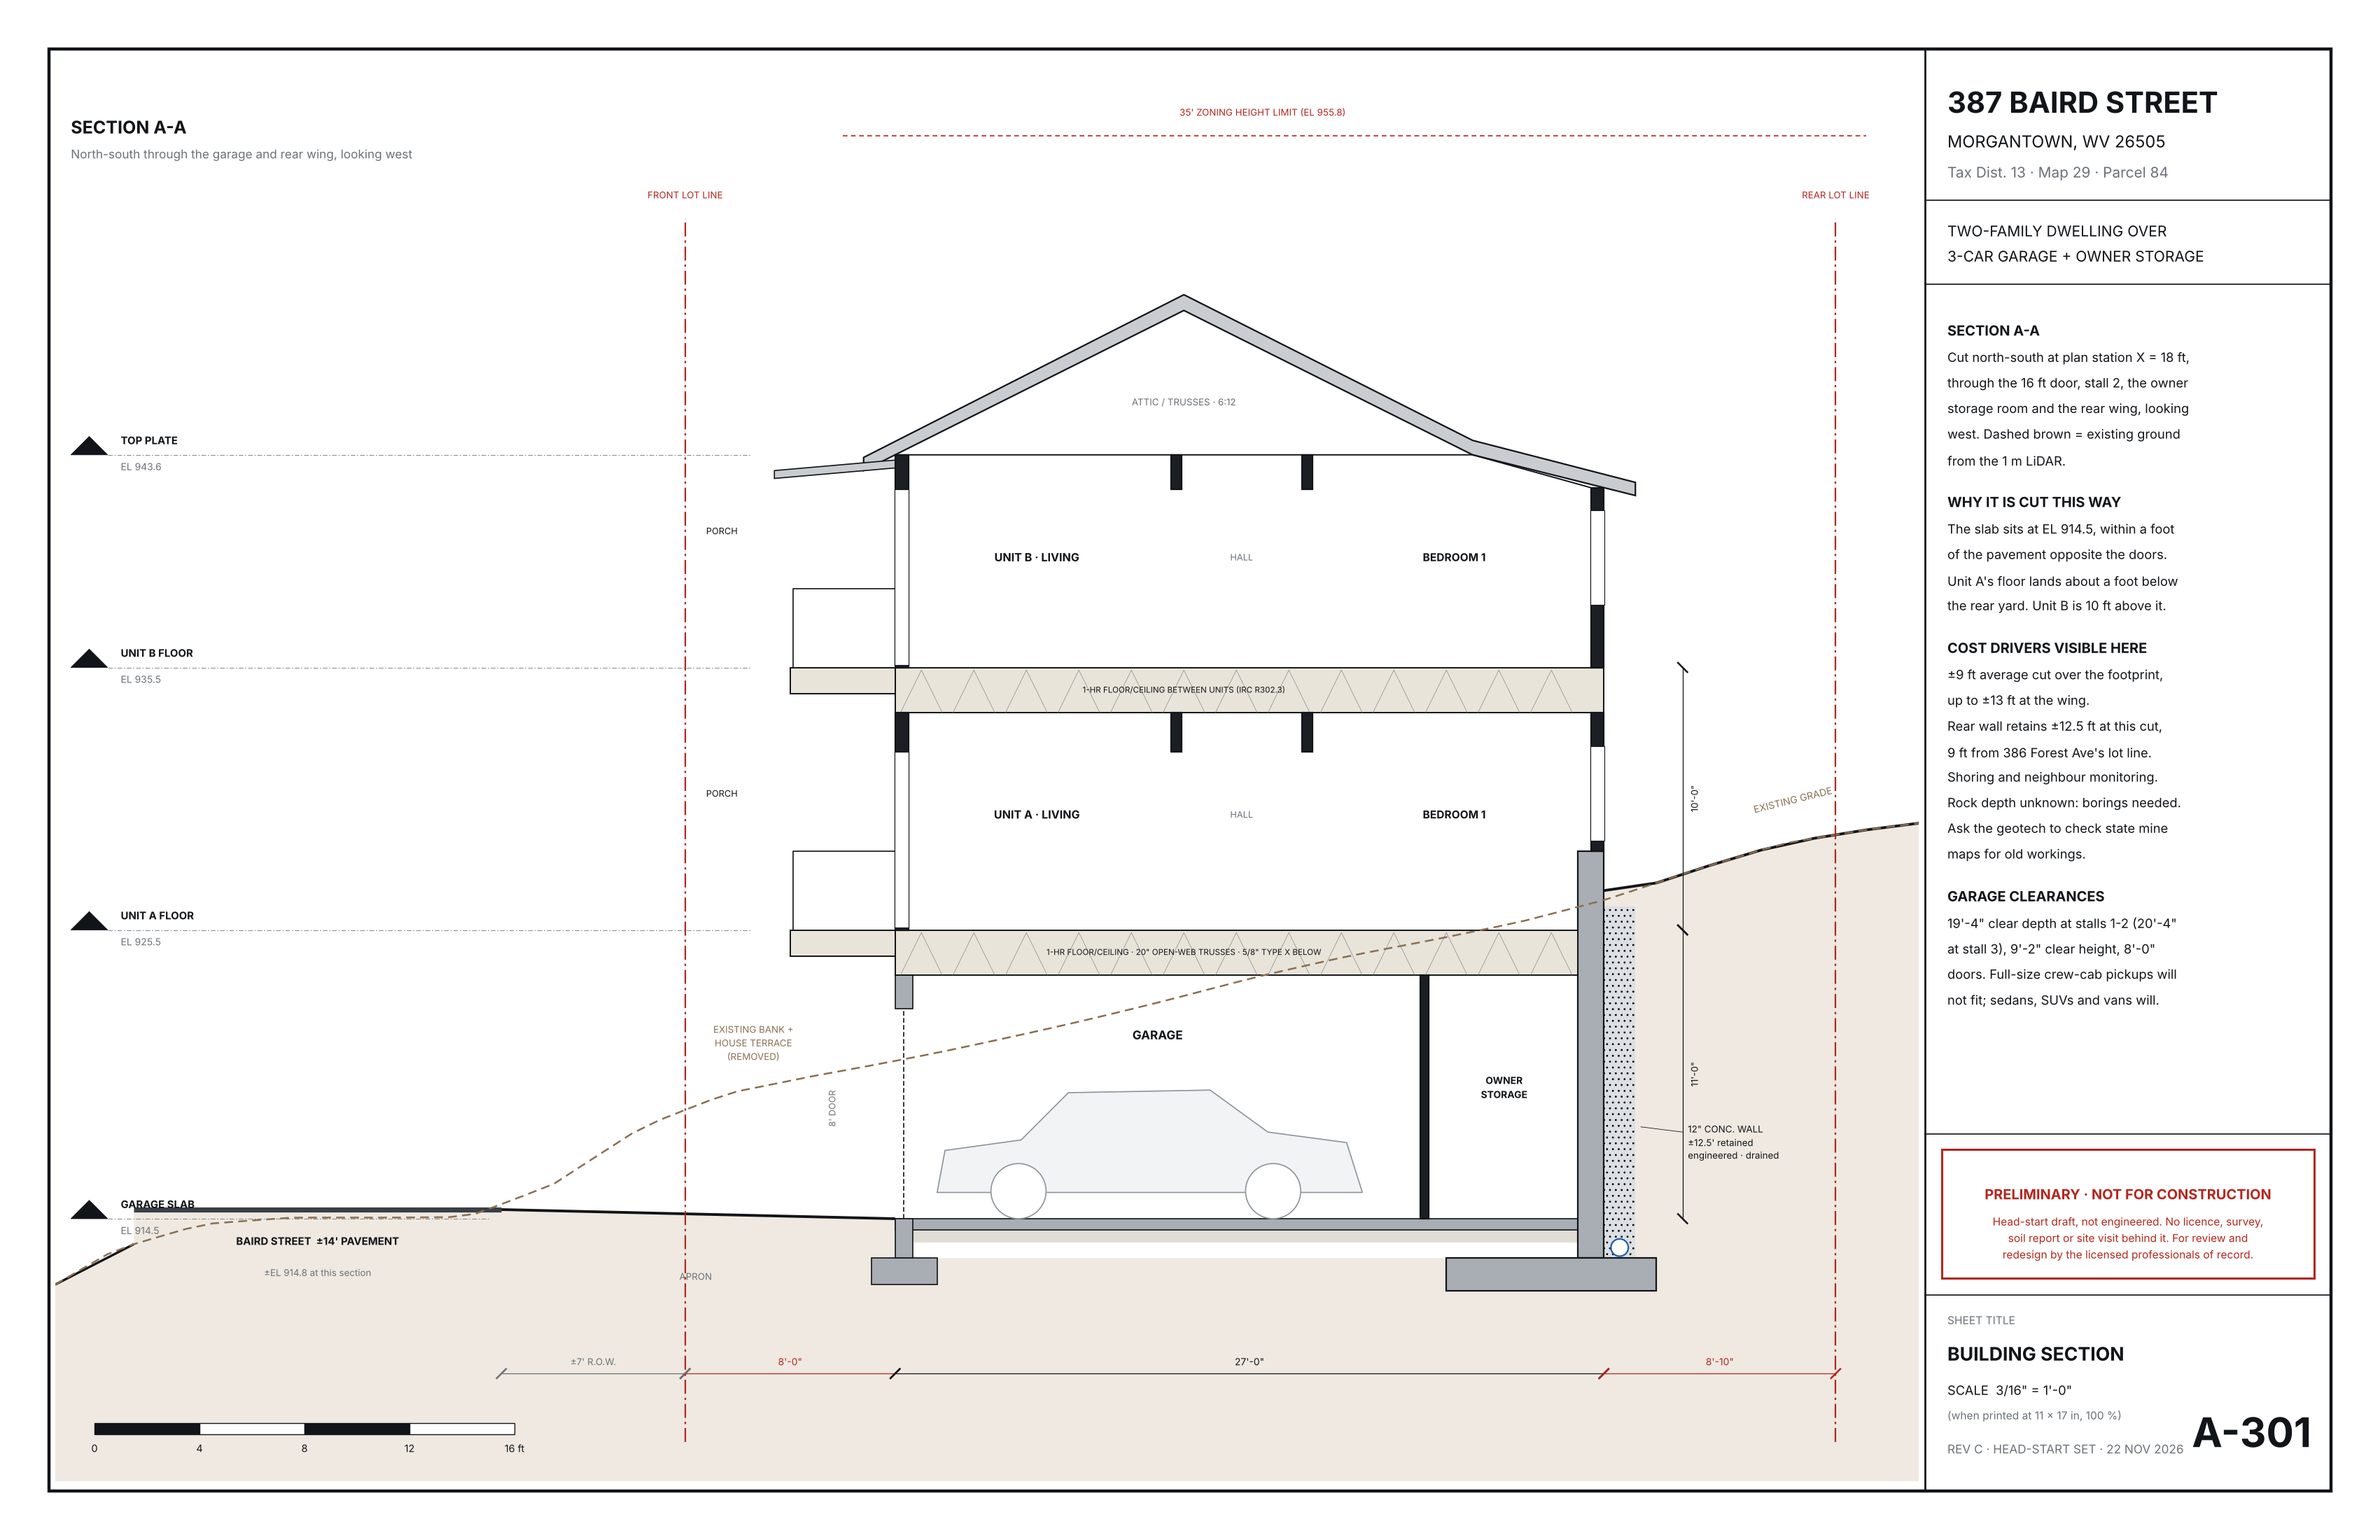 SECTION A-A
North-south through the garage and rear wing, looking west
35' ZONING HEIGHT LIMIT (EL 955.8)
FRONT LOT LINE
REAR LOT LINE
ATTIC / TRUSSES · 6:12
TOP PLATE
EL 943.6
PORCH
UNIT B · LIVING
HALL
BEDROOM 1
UNIT B FLOOR
EL 935.5
1-HR FLOOR/CEILING BETWEEN UNITS (IRC R302.3)
PORCH
UNIT A · LIVING
HALL
BEDROOM 1
10'-0"
EXISTING GRADE
UNIT A FLOOR
EL 925.5
1-HR FLOOR/CEILING · 20" OPEN-WEB TRUSSES · 5/8" TYPE X BELOW
EXISTING BANK +
HOUSE TERRACE
(REMOVED)
GARAGE
8' DOOR
OWNER
STORAGE
11'-0"
12" CONC. WALL
±12.5' retained
engineered · drained
GARAGE SLAB
EL 914.5
BAIRD STREET ±14' PAVEMENT
±EL 914.8 at this section
APRON
±7' R.O.W.
8'-0"
27'-0"
8'-10"
0
4
8
12
16 ft
387 BAIRD STREET
MORGANTOWN, WV 26505
Tax Dist. 13 · Map 29 · Parcel 84
TWO-FAMILY DWELLING OVER
3-CAR GARAGE + OWNER STORAGE
SECTION A-A
Cut north-south at plan station X = 18 ft,
through the 16 ft door, stall 2, the owner
storage room and the rear wing, looking
west. Dashed brown = existing ground
from the 1 m LiDAR.
WHY IT IS CUT THIS WAY
The slab sits at EL 914.5, within a foot
of the pavement opposite the doors.
Unit A's floor lands about a foot below
the rear yard. Unit B is 10 ft above it.
COST DRIVERS VISIBLE HERE
±9 ft average cut over the footprint,
up to ±13 ft at the wing.
Rear wall retains ±12.5 ft at this cut,
9 ft from 386 Forest Ave's lot line.
Shoring and neighbour monitoring.
Rock depth unknown: borings needed.
Ask the geotech to check state mine
maps for old workings.
GARAGE CLEARANCES
19'-4" clear depth at stalls 1-2 (20'-4"
at stall 3), 9'-2" clear height, 8'-0"
doors. Full-size crew-cab pickups will
not fit; sedans, SUVs and vans will.
PRELIMINARY · NOT FOR CONSTRUCTION
Head-start draft, not engineered. No licence, survey,
soil report or site visit behind it. For review and
redesign by the licensed professionals of record.
SHEET TITLE
BUILDING SECTION
SCALE 3/16" = 1'-0"
(when printed at 11 × 17 in, 100 %)
REV C · HEAD-START SET · 22 NOV 2026
A-301